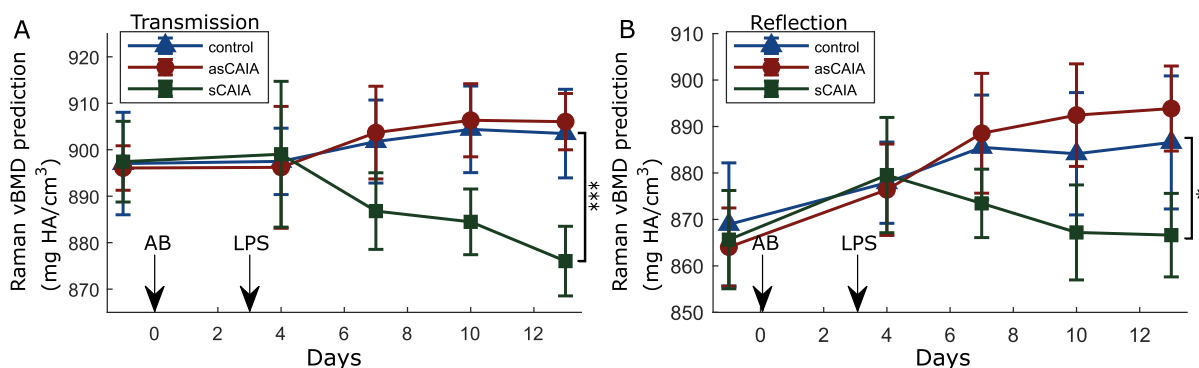 A
Transmission
control
asCAIA
sCAIA
Raman vBMD prediction
(mg HA/cm³)
920
910
900
890
880
870
AB
LPS
***
0
2
4
6
8
10
12
Days
B
Reflection
control
asCAIA
sCAIA
Raman vBMD prediction
(mg HA/cm³)
910
900
890
880
870
860
850
AB
LPS
*
0
2
4
6
8
10
12
Days